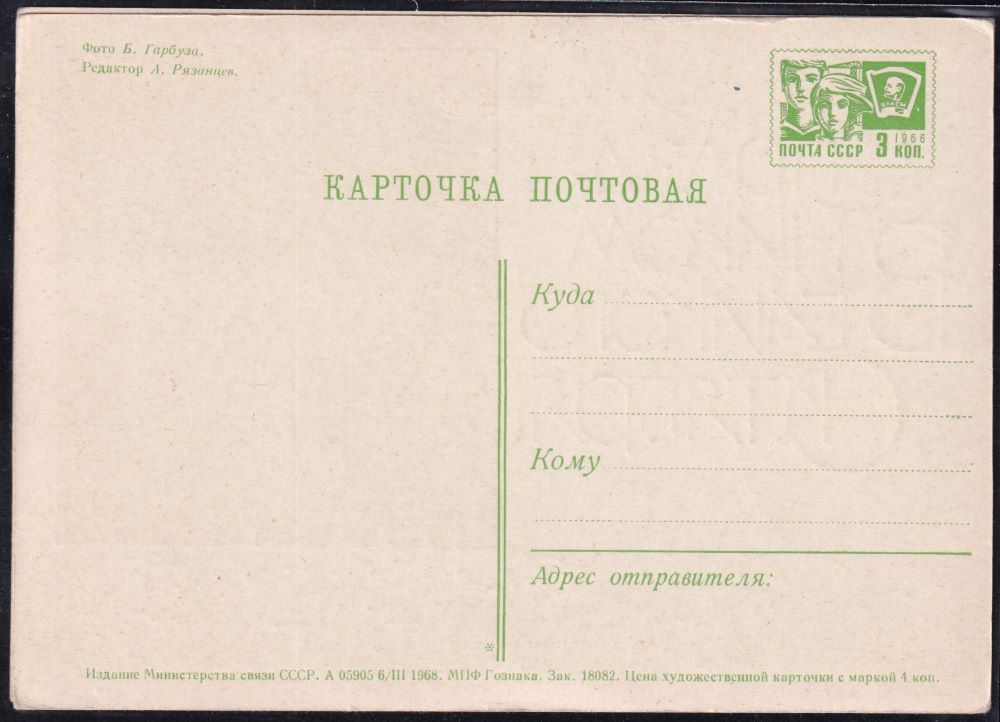 Фото Б. Гарбуза.
Редактор А. Рязанцев.
ВЛКСМ
1966
ПОЧТА СССР 3 КОП.
КАРТОЧКА ПОЧТОВАЯ
Куда
Кому
Адрес отправителя:
*
Издание Министерства связи СССР. А 05905 6/III 1968. МПФ Гознака. Зак. 18082. Цена художественной карточки с маркой 4 коп.